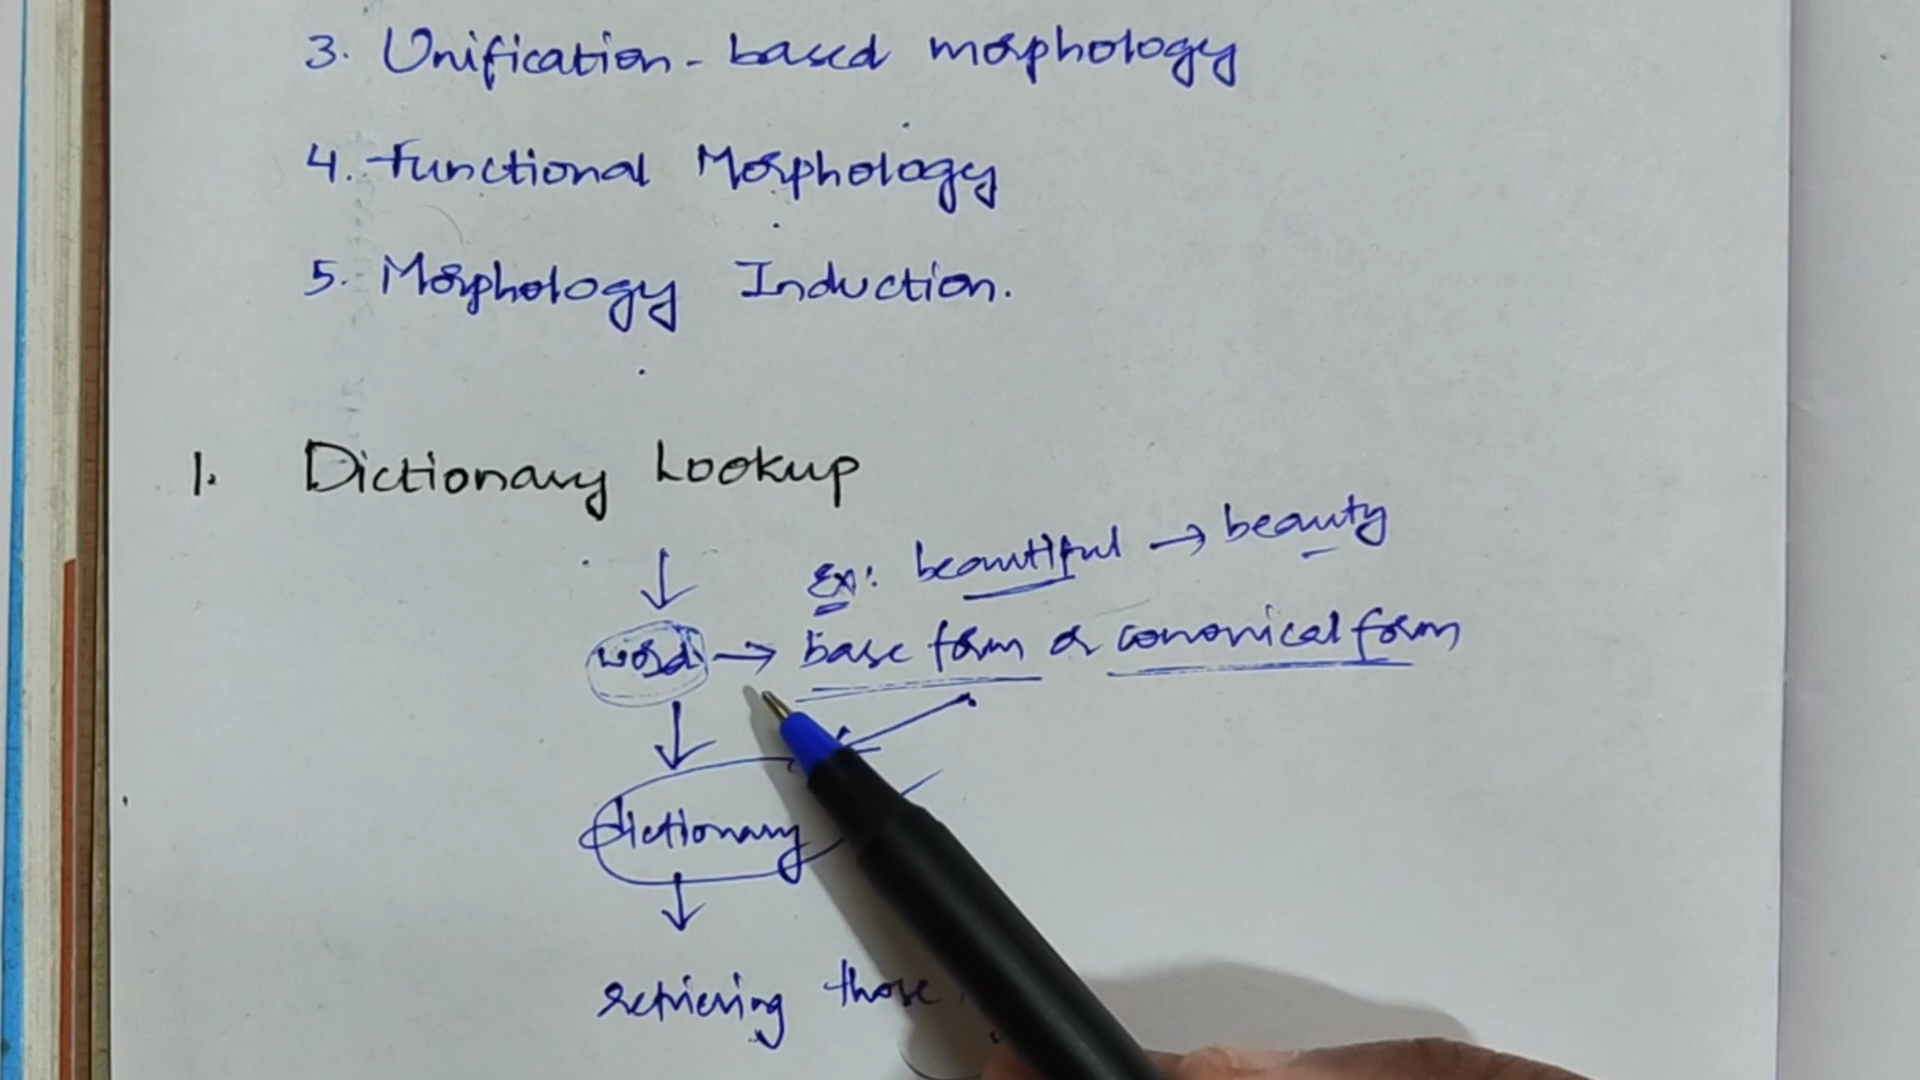 3. Unification-based morphology
4. Functional Morphology
5. Morphology Induction.
1. Dictionary Lookup
Ex: beautiful → beauty
word → base form or canonical form
dictionary
retrieving those